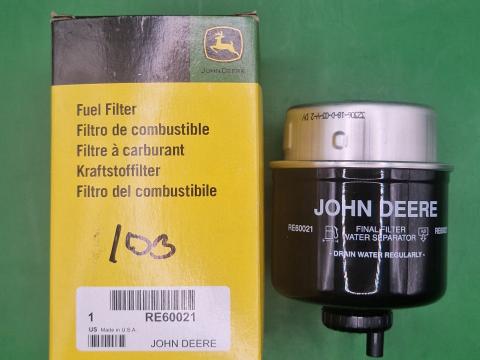 JOHN DEERE
Fuel Filter
Filtro de combustible
Filtre à carburant
Kraftstoffilter
Filtro del combustibile
103
1 RE60021
US Made in U.S.A.
JOHN DEERE
JOHN DEERE
RE60021
FINAL FILTER
WATER SEPARATOR
- DRAIN WATER REGULARLY -